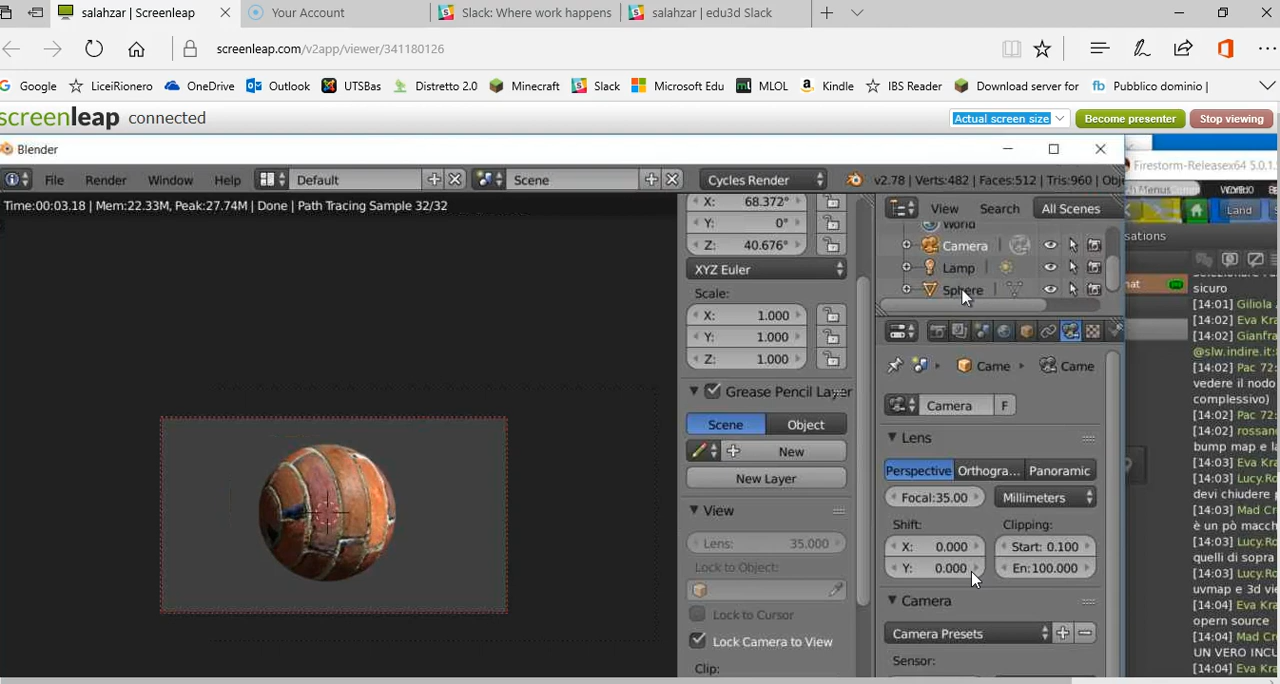 salahzar | Screenleap
Your Account
Slack: Where work happens
salahzar | edu3d Slack
screenleap.com/v2app/viewer/341180126
Google
LiceiRionero
OneDrive
Outlook
UTSBas
Distretto 2.0
Minecraft
Slack
Microsoft Edu
MLOL
Kindle
IBS Reader
Download server for
Pubblico dominio |
screenleap connected
Actual screen size
Become presenter
Stop viewing
Blender
File
Render
Window
Help
Default
Scene
Cycles Render
v2.78 | Verts:482 | Faces:512 | Tris:960 | Obj
Time:00:03.18 | Mem:22.33M, Peak:27.74M | Done | Path Tracing Sample 32/32
X: 68.372°
Y: 0°
Z: 40.676°
XYZ Euler
Scale:
X: 1.000
Y: 1.000
Z: 1.000
Grease Pencil Layer
Scene
Object
New
New Layer
View
Lens: 35.000
Lock to Object:
Lock to Cursor
Lock Camera to View
Clip:
View
Search
All Scenes
World
Camera
Lamp
Sphere
Came
Came
Camera
F
Lens
Perspective
Orthogra...
Panoramic
Focal:35.00
Millimeters
Shift:
Clipping:
X: 0.000
Start: 0.100
Y: 0.000
En:100.000
Camera
Camera Presets
Sensor:
Firestorm-Releasex64 5.0.1.
Land
sations
sicuro
[14:01] Giliola
[14:02] Eva Kra
[14:02] Gianfra
@slw.indire.it:
[14:02] Pac 72:
vedere il nodo
complessivo)
[14:02] Pac 72:
[14:02] rossan
bump map e la
[14:03] Eva Kra
[14:03] Lucy.Ro
devi chiudere
[14:03] Mad Cr
è un pò macch
[14:03] Lucy.Ro
quelli di sopra
[14:03] Lucy.Ro
uvmap e 3d vie
[14:04] Eva Kra
opern source
[14:04] Mad Cr
UN VERO INCU
[14:04] Eva Kra